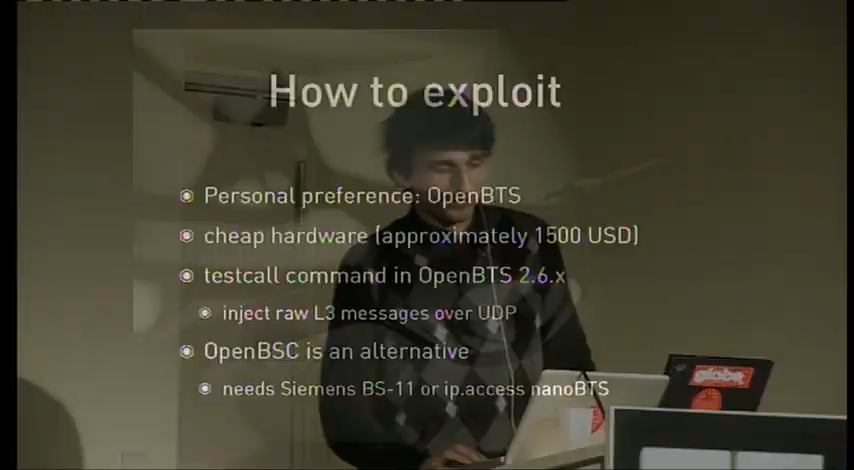 How to exploit
Personal preference: OpenBTS
cheap hardware (approximately 1500 USD)
testcall command in OpenBTS 2.6.x
inject raw L3 messages over UDP
OpenBSC is an alternative
needs Siemens BS-11 or ip.access nanoBTS